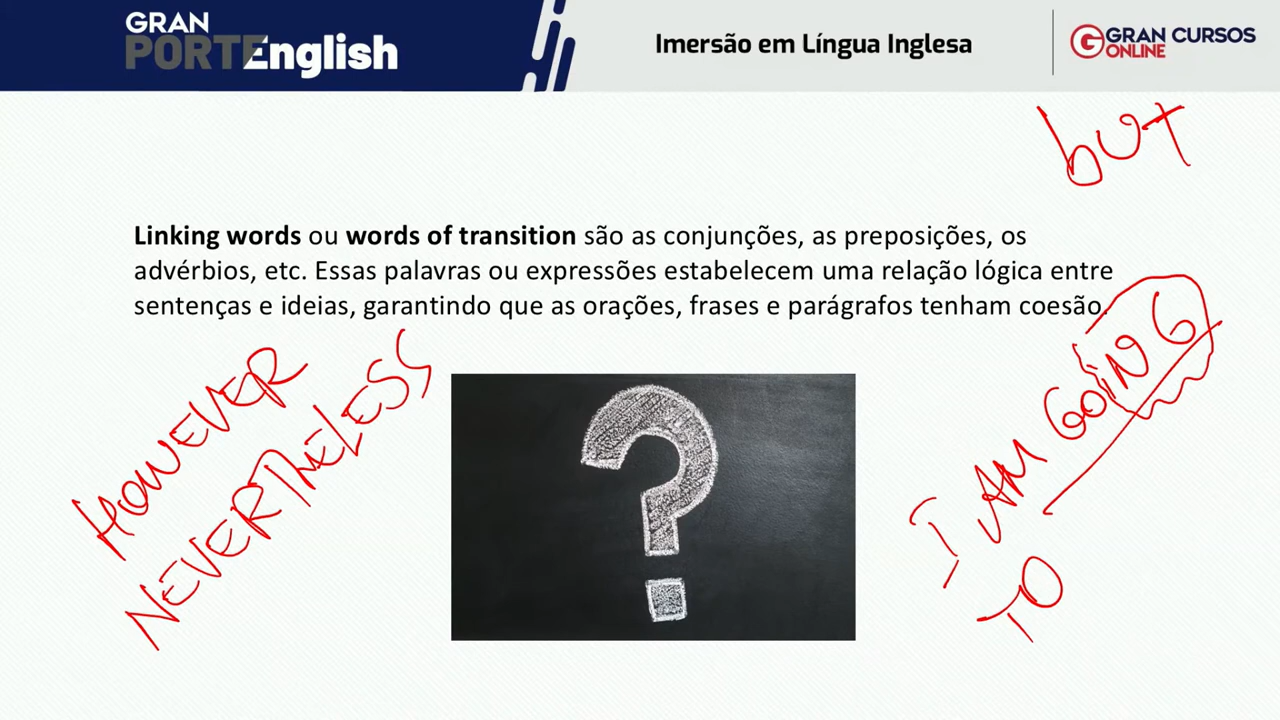 GRAN
PORTEnglish
Imersão em Língua Inglesa
G GRAN CURSOS
ONLINE
but
Linking words ou words of transition são as conjunções, as preposições, os
advérbios, etc. Essas palavras ou expressões estabelecem uma relação lógica entre
sentenças e ideias, garantindo que as orações, frases e parágrafos tenham coesão.
HOWEVER
NEVERTHELESS
I AM GOING
TO